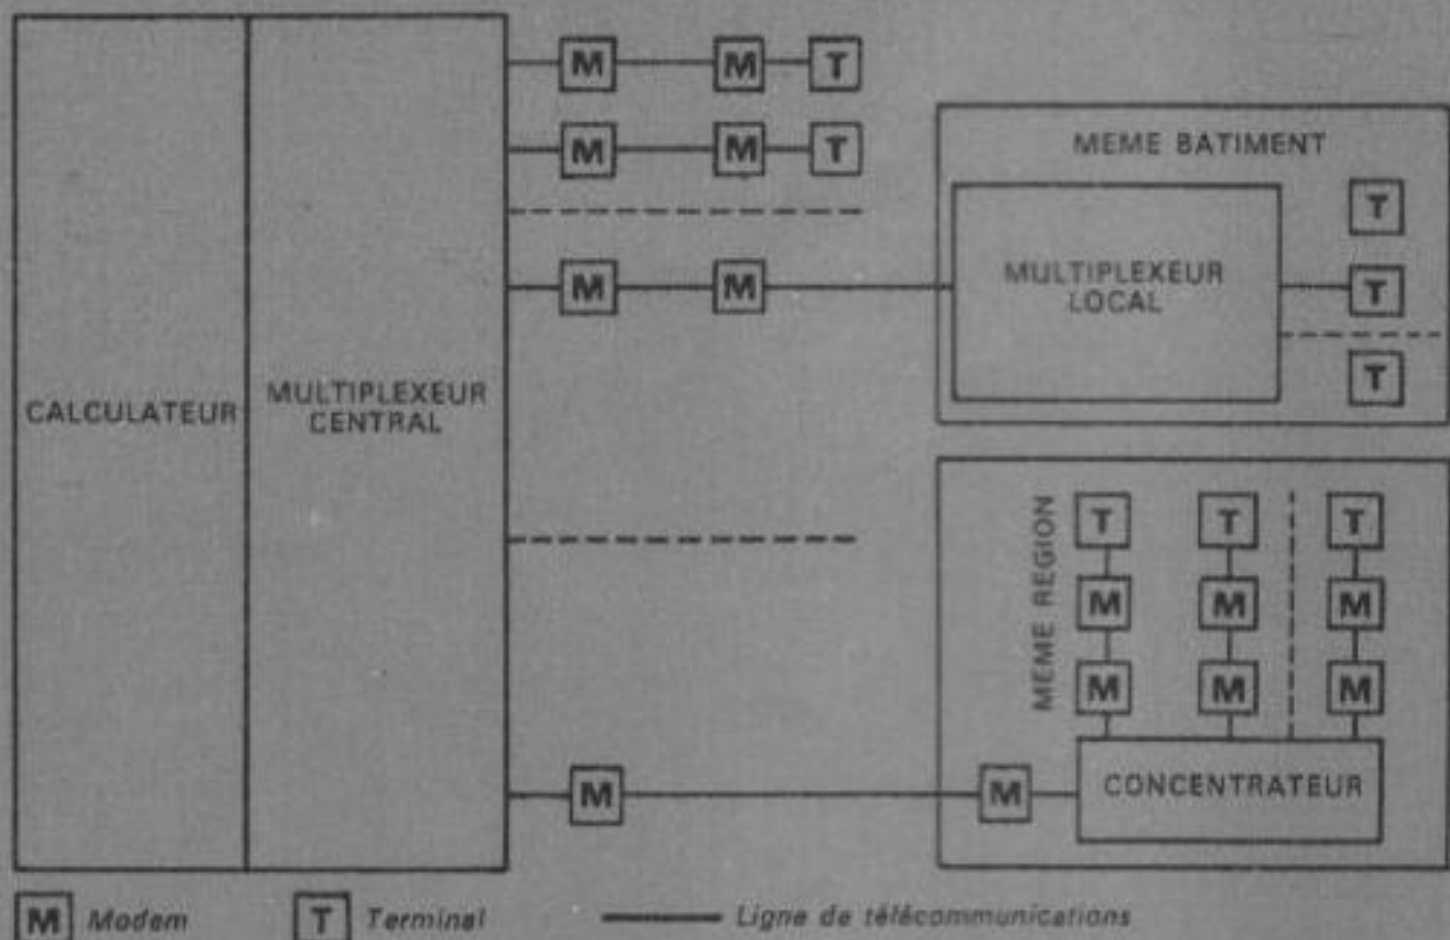 M M T
MEME BATIMENT
M M T
T
M M
MULTIPLEXEUR
LOCAL
T
T
CALCULATEUR
MULTIPLEXEUR
CENTRAL
MEME REGION
T T T
M M M
M M M
M M
CONCENTRATEUR
M Modem T Terminal Ligne de télécommunications